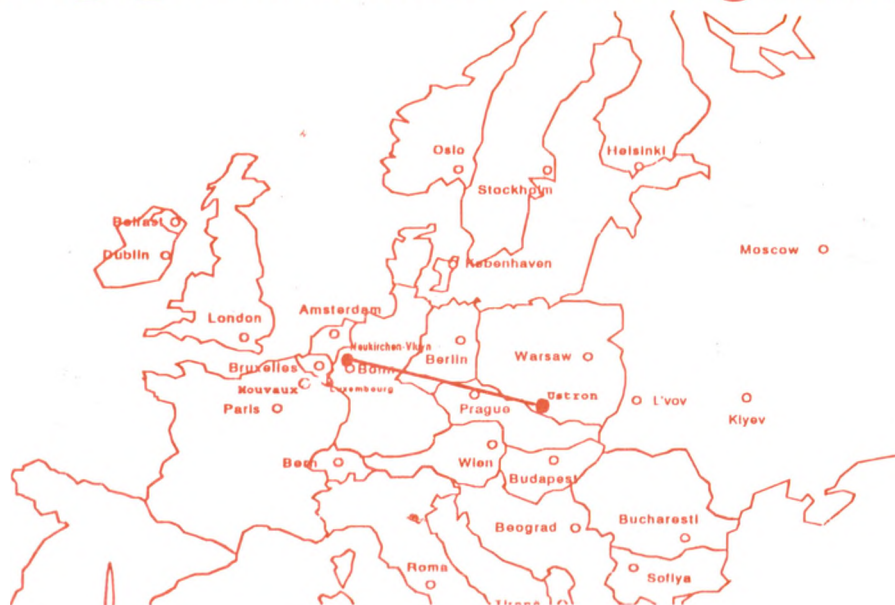 Oslo
Helsinki
Stockholm
Belfast
Dublin
København
Moscow
London
Amsterdam
Neukirchen-Vluyn
Bruxelles
Bonn
Berlin
Warsaw
Mouvaux
Luxembourg
Ustron
Paris
Prague
L'vov
Kiyev
Bern
Wien
Budapest
Beograd
Bucharesti
Roma
Sofiya